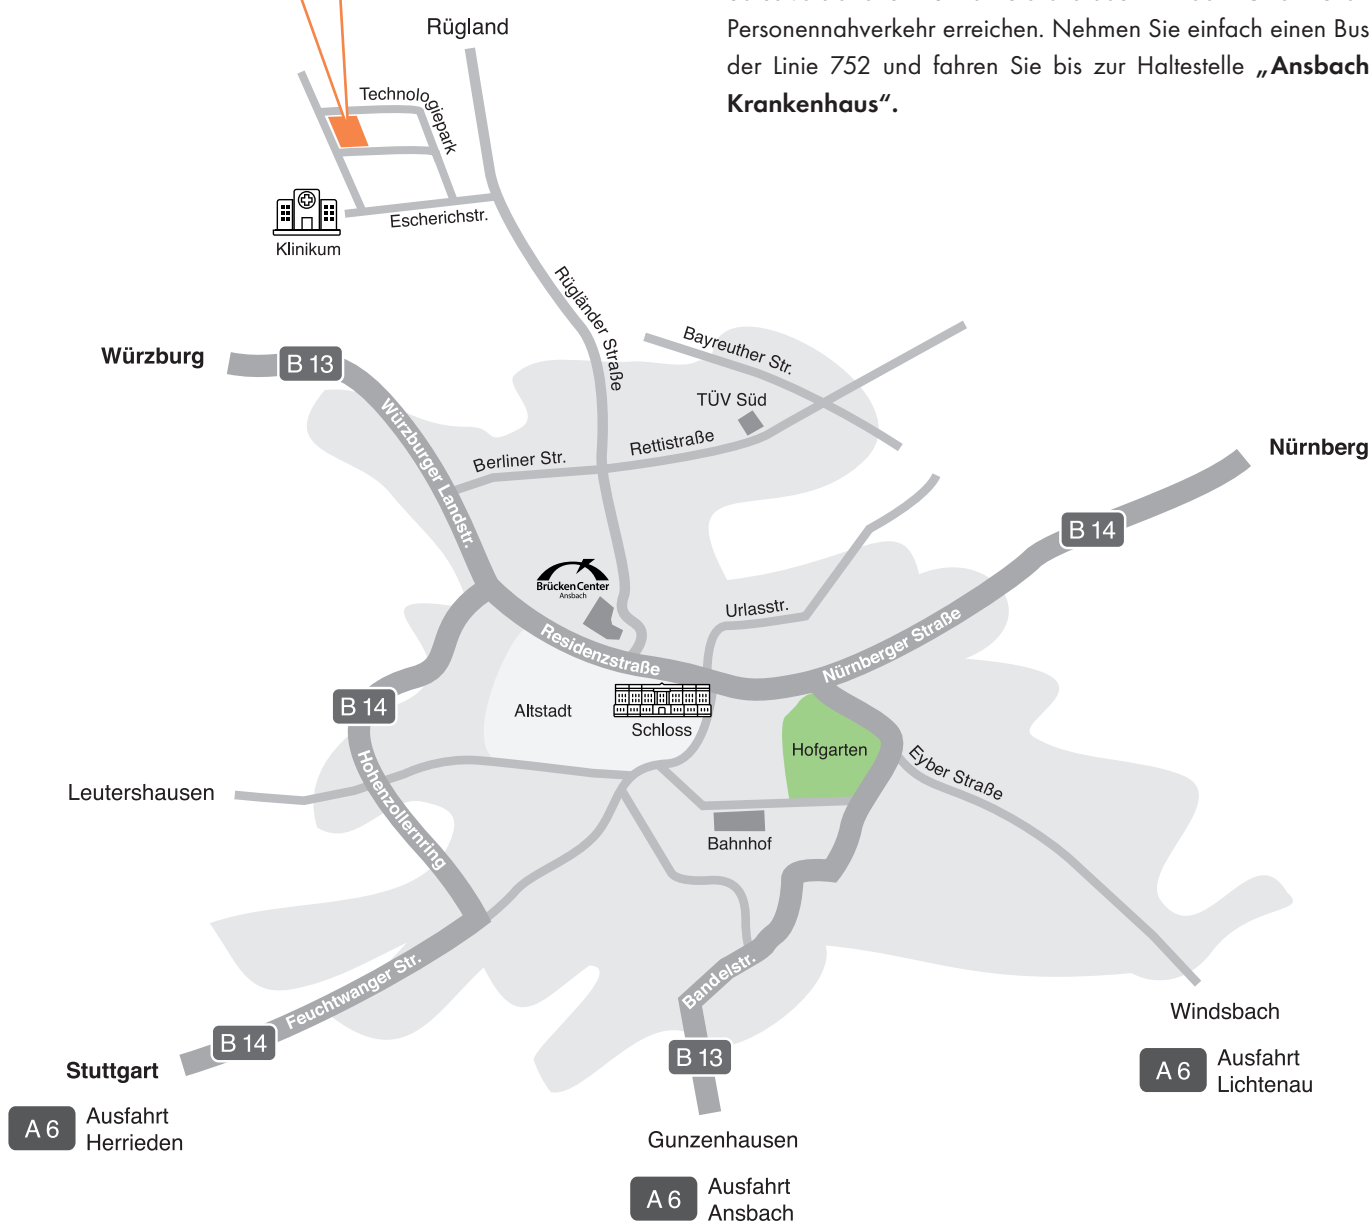 Personennahverkehr erreichen. Nehmen Sie einfach einen Bus
der Linie 752 und fahren Sie bis zur Haltestelle „Ansbach
Krankenhaus“.
Rügland
Technologiepark
Escherichstr.
Klinikum
Rügländer Straße
Würzburg
B 13
Würzburger Landstr.
Bayreuther Str.
TÜV Süd
Rettistraße
Berliner Str.
Nürnberg
B 14
Nürnberger Straße
Urlasstr.
BrückenCenter
Ansbach
Residenzstraße
Altstadt
Schloss
B 14
Hohenzollernring
Hofgarten
Eyber Straße
Leutershausen
Bahnhof
Bandelstr.
Feuchtwanger Str.
B 14
Stuttgart
A 6
Ausfahrt
Herrieden
B 13
Gunzenhausen
A 6
Ausfahrt
Ansbach
Windsbach
A 6
Ausfahrt
Lichtenau